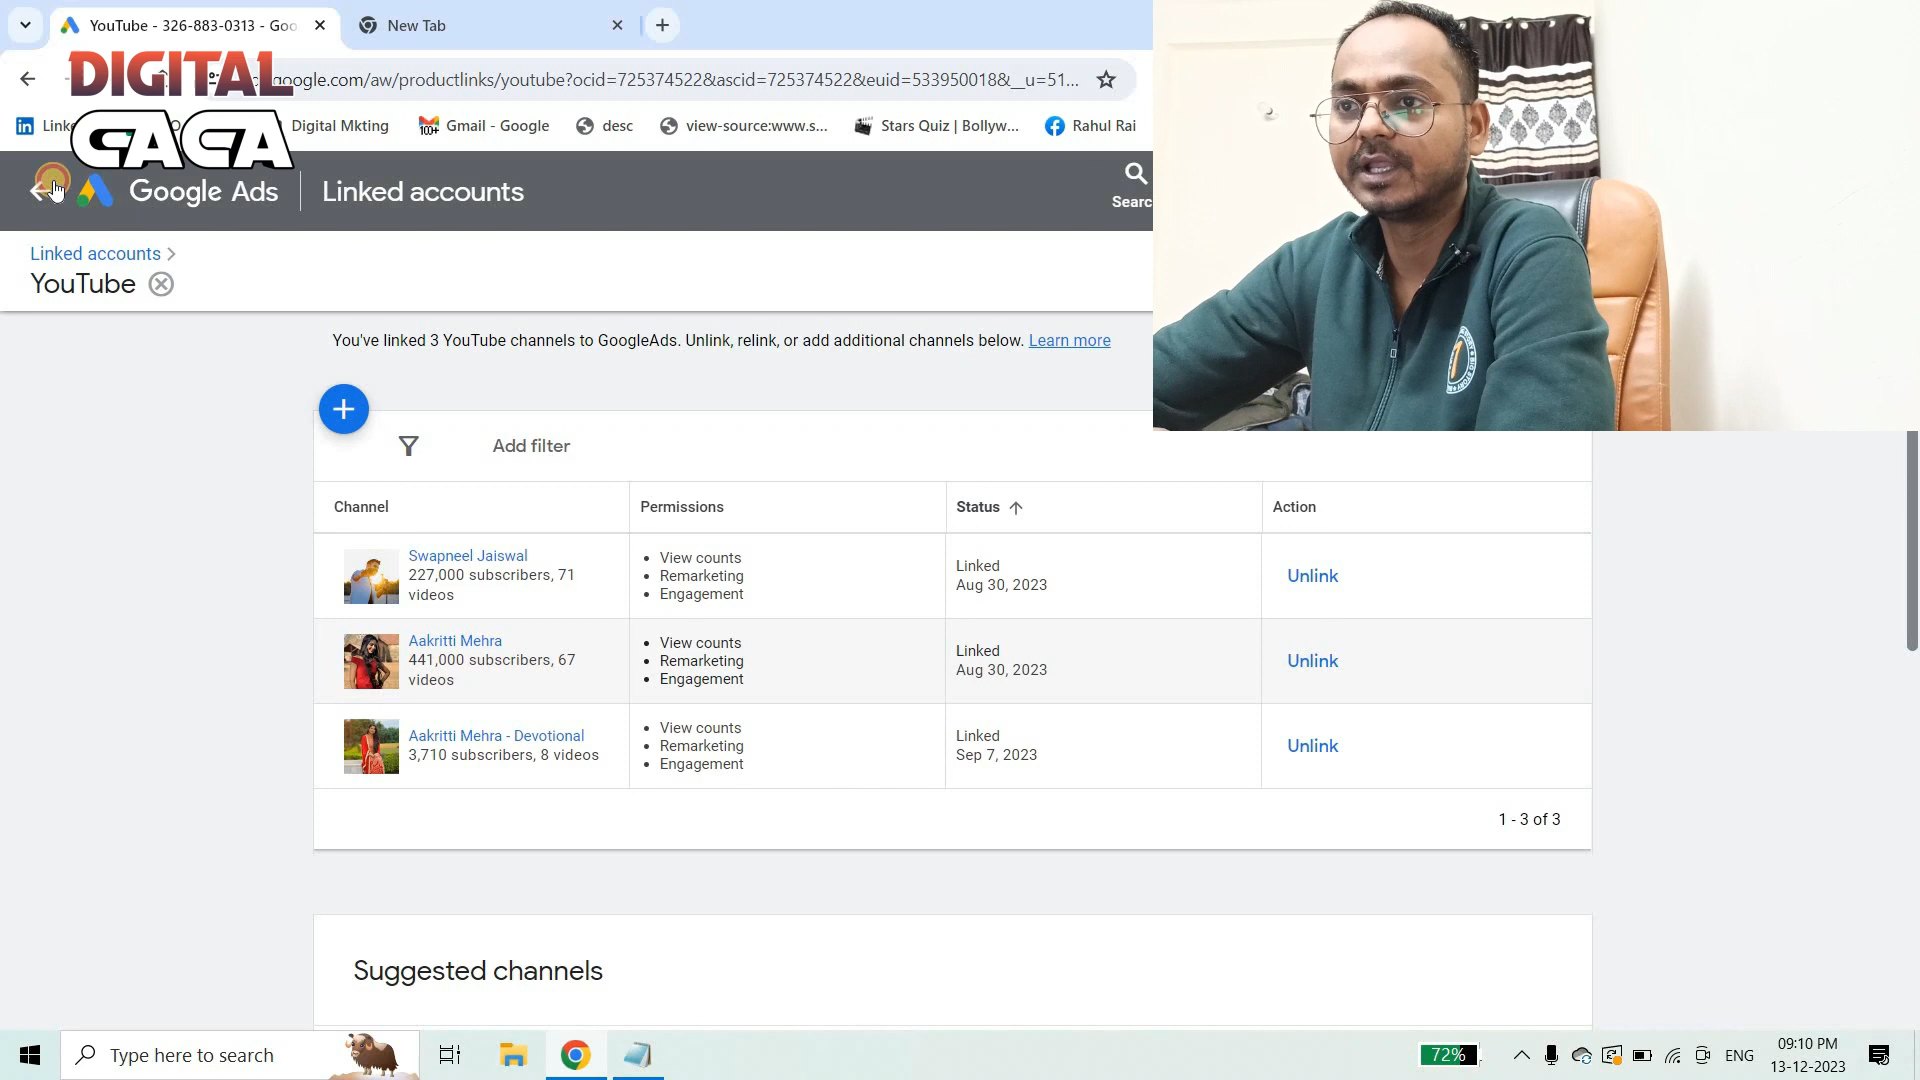 YouTube - 326-883-0313 - Goo
New Tab
google.com/aw/productlinks/youtube?ocid=725374522&ascid=725374522&euid=533950018&__u=51...
DIGITAL
CACA
Digital Mkting
Gmail - Google
desc
view-source:www.s...
Stars Quiz | Bollyw...
Rahul Rai
Google Ads
Linked accounts
Searc
Linked accounts
YouTube
You've linked 3 YouTube channels to GoogleAds. Unlink, relink, or add additional channels below. Learn more
Add filter
Channel
Permissions
Status
Action
Swapneel Jaiswal
227,000 subscribers, 71
videos
View counts
Remarketing
Engagement
Linked
Aug 30, 2023
Unlink
Aakritti Mehra
441,000 subscribers, 67
videos
View counts
Remarketing
Engagement
Linked
Aug 30, 2023
Unlink
Aakritti Mehra - Devotional
3,710 subscribers, 8 videos
View counts
Remarketing
Engagement
Linked
Sep 7, 2023
Unlink
1 - 3 of 3
Suggested channels
Type here to search
72%
ENG
09:10 PM
13-12-2023